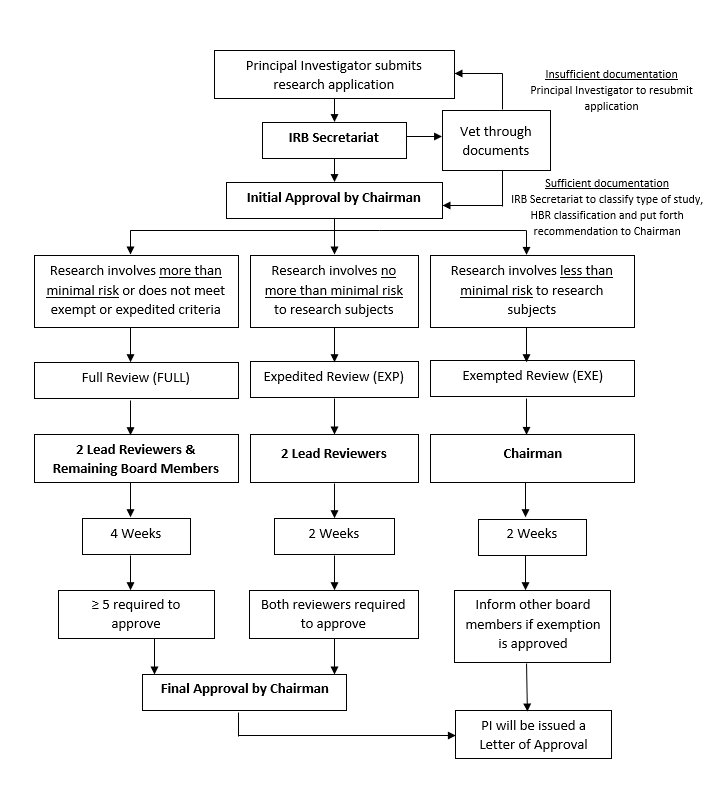 Principal Investigator submits
research application
Insufficient documentation
Principal Investigator to resubmit
application
IRB Secretariat
Vet through
documents
Initial Approval by Chairman
Sufficient documentation
IRB Secretariat to classify type of study,
HBR classification and put forth
recommendation to Chairman
Research involves more than
minimal risk or does not meet
exempt or expedited criteria
Research involves no
more than minimal risk
to research subjects
Research involves less than
minimal risk to research
subjects
Full Review (FULL)
Expedited Review (EXP)
Exempted Review (EXE)
2 Lead Reviewers &
Remaining Board Members
2 Lead Reviewers
Chairman
4 Weeks
2 Weeks
2 Weeks
≥ 5 required to
approve
Both reviewers required
to approve
Inform other board
members if exemption
is approved
Final Approval by Chairman
PI will be issued a
Letter of Approval